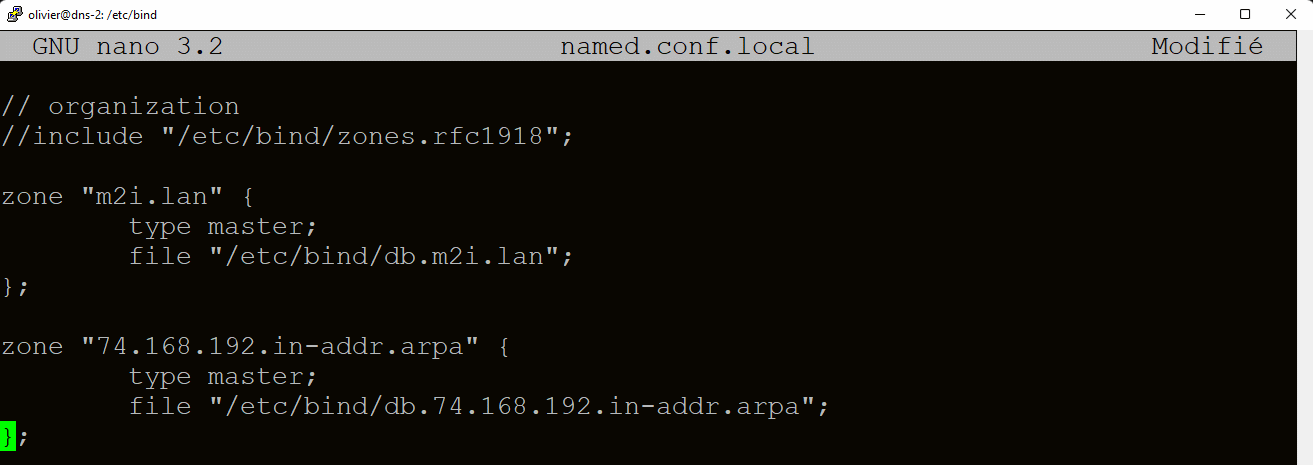 olivier@dns-2: /etc/bind
GNU nano 3.2 named.conf.local Modifié
// organization
//include "/etc/bind/zones.rfc1918";
zone "m2i.lan" {
type master;
file "/etc/bind/db.m2i.lan";
};
zone "74.168.192.in-addr.arpa" {
type master;
file "/etc/bind/db.74.168.192.in-addr.arpa";
};